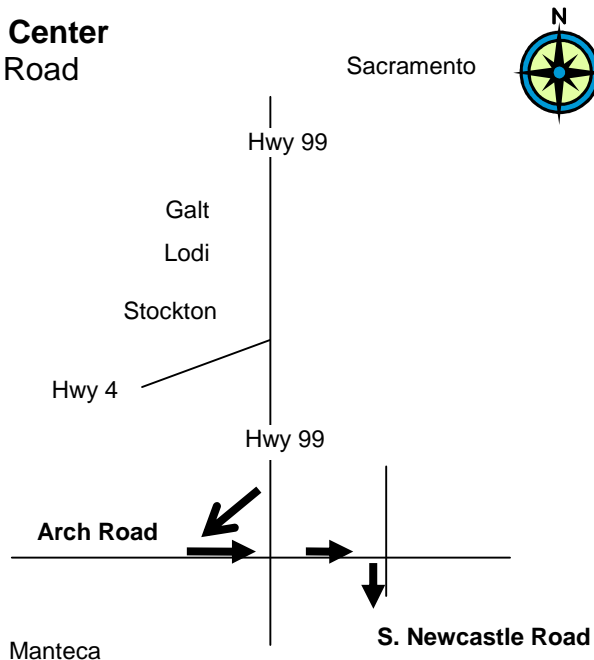 Center
Road
N
Sacramento
Hwy 99
Galt
Lodi
Stockton
Hwy 4
Hwy 99
Arch Road
S. Newcastle Road
Manteca